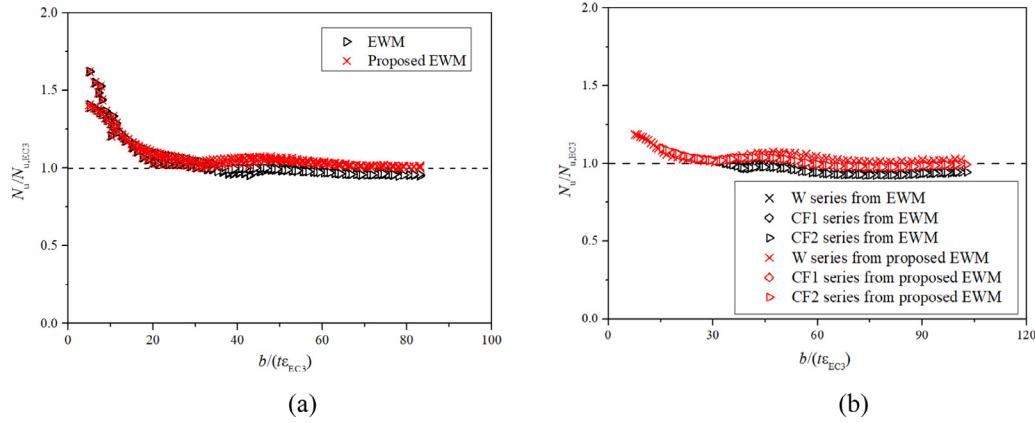 2.0
1.5
1.0
0.5
0.0
Nu/Nu,EC3
0 20 40 60 80 100
b/(tεEC3)
EWM
Proposed EWM
(a)
2.0
1.5
1.0
0.5
0.0
Nu/Nu,EC3
0 30 60 90 120
b/(tεEC3)
W series from EWM
CF1 series from EWM
CF2 series from EWM
W series from proposed EWM
CF1 series from proposed EWM
CF2 series from proposed EWM
(b)